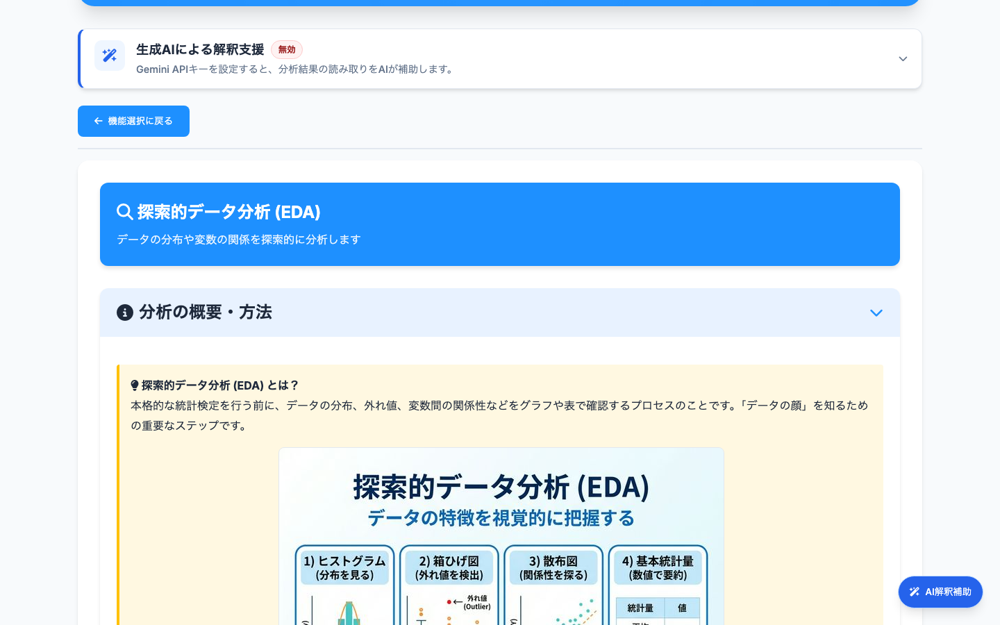 生成AIによる解釈支援 無効
Gemini APIキーを設定すると、分析結果の読み取りをAIが補助します。
機能選択に戻る
探索的データ分析 (EDA)
データの分布や変数の関係を探索的に分析します
分析の概要・方法
探索的データ分析 (EDA) とは？
本格的な統計検定を行う前に、データの分布、外れ値、変数間の関係性などをグラフや表で確認するプロセスのことです。「データの顔」を知るため
の重要なステップです。
探索的データ分析 (EDA)
データの特徴を視覚的に把握する
1) ヒストグラム
(分布を見る)
2) 箱ひげ図
(外れ値を検出)
外れ値
(Outlier)
3) 散布図
(関係性を探る)
4) 基本統計量
(数値で要約)
統計量 値
AI解釈補助